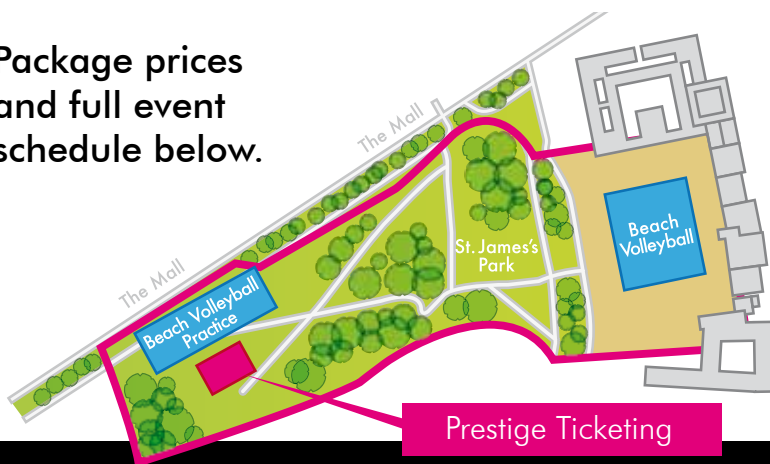 Package prices
and full event
schedule below.
The Mall
The Mall
Beach
Volleyball
St. James's
Park
Beach Volleyball
Practice
Prestige Ticketing